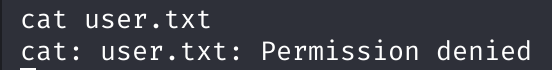 cat user.txt
cat: user.txt: Permission denied